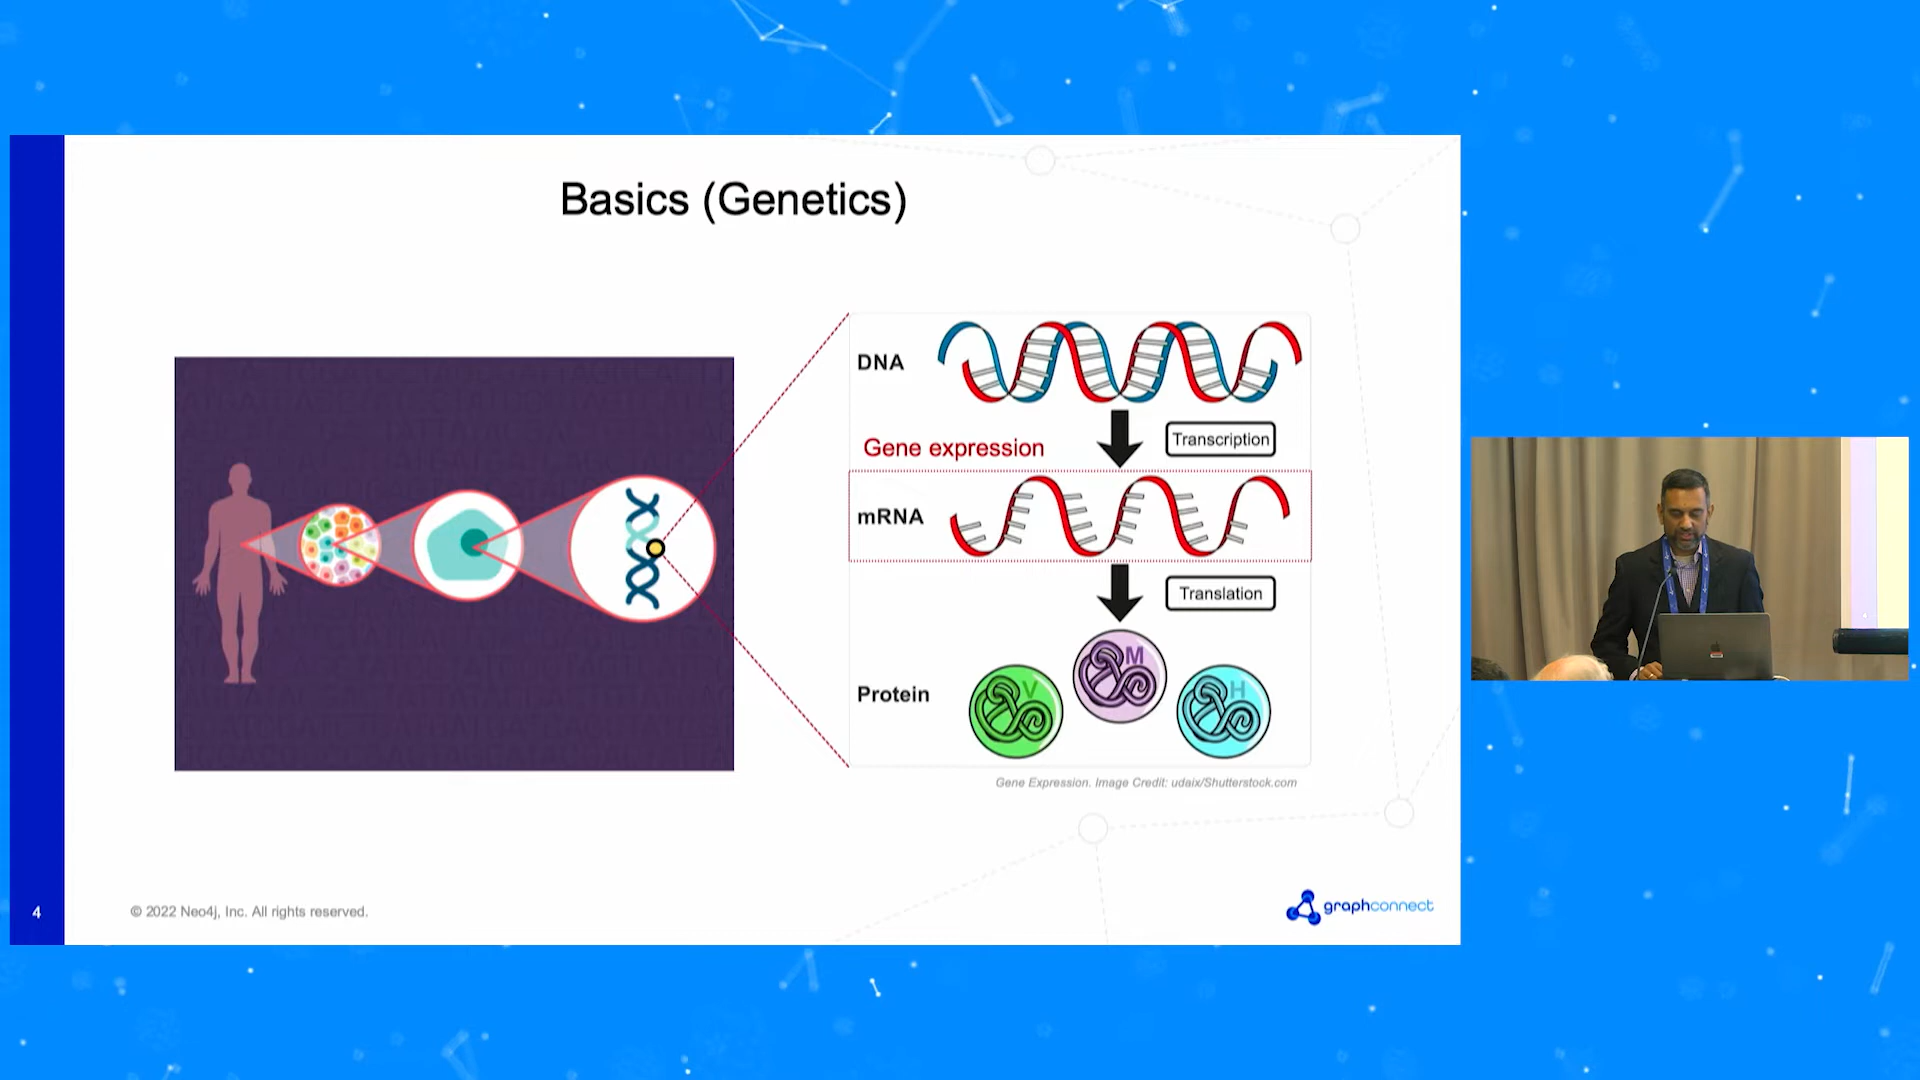 Basics (Genetics)
DNA
Transcription
Gene expression
mRNA
Translation
Protein
V
M
H
Gene Expression. Image Credit: udaix/Shutterstock.com
4
© 2022 Neo4j, Inc. All rights reserved.
graphconnect